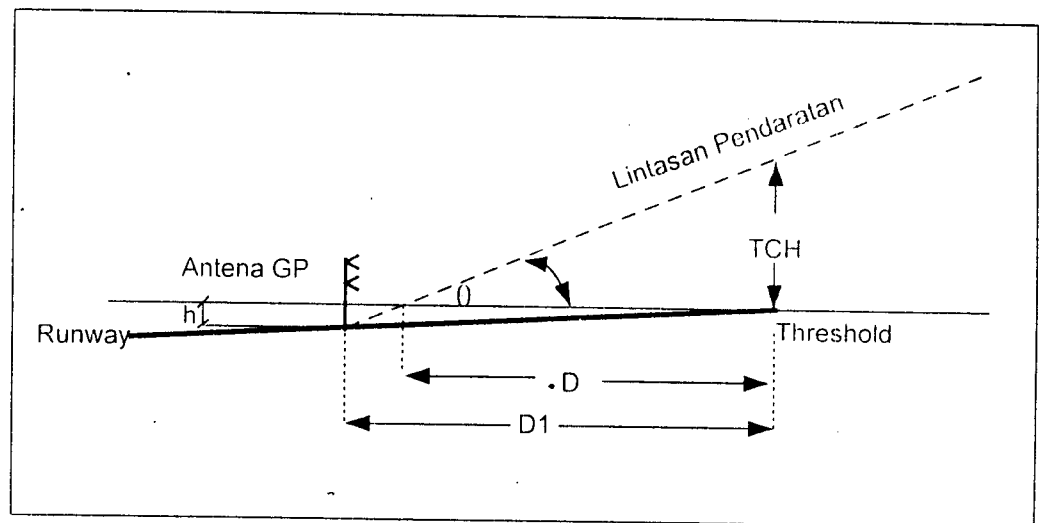 Lintasan Pendaratan
TCH
Antena GP
θ
h
Runway
Threshold
D
D1